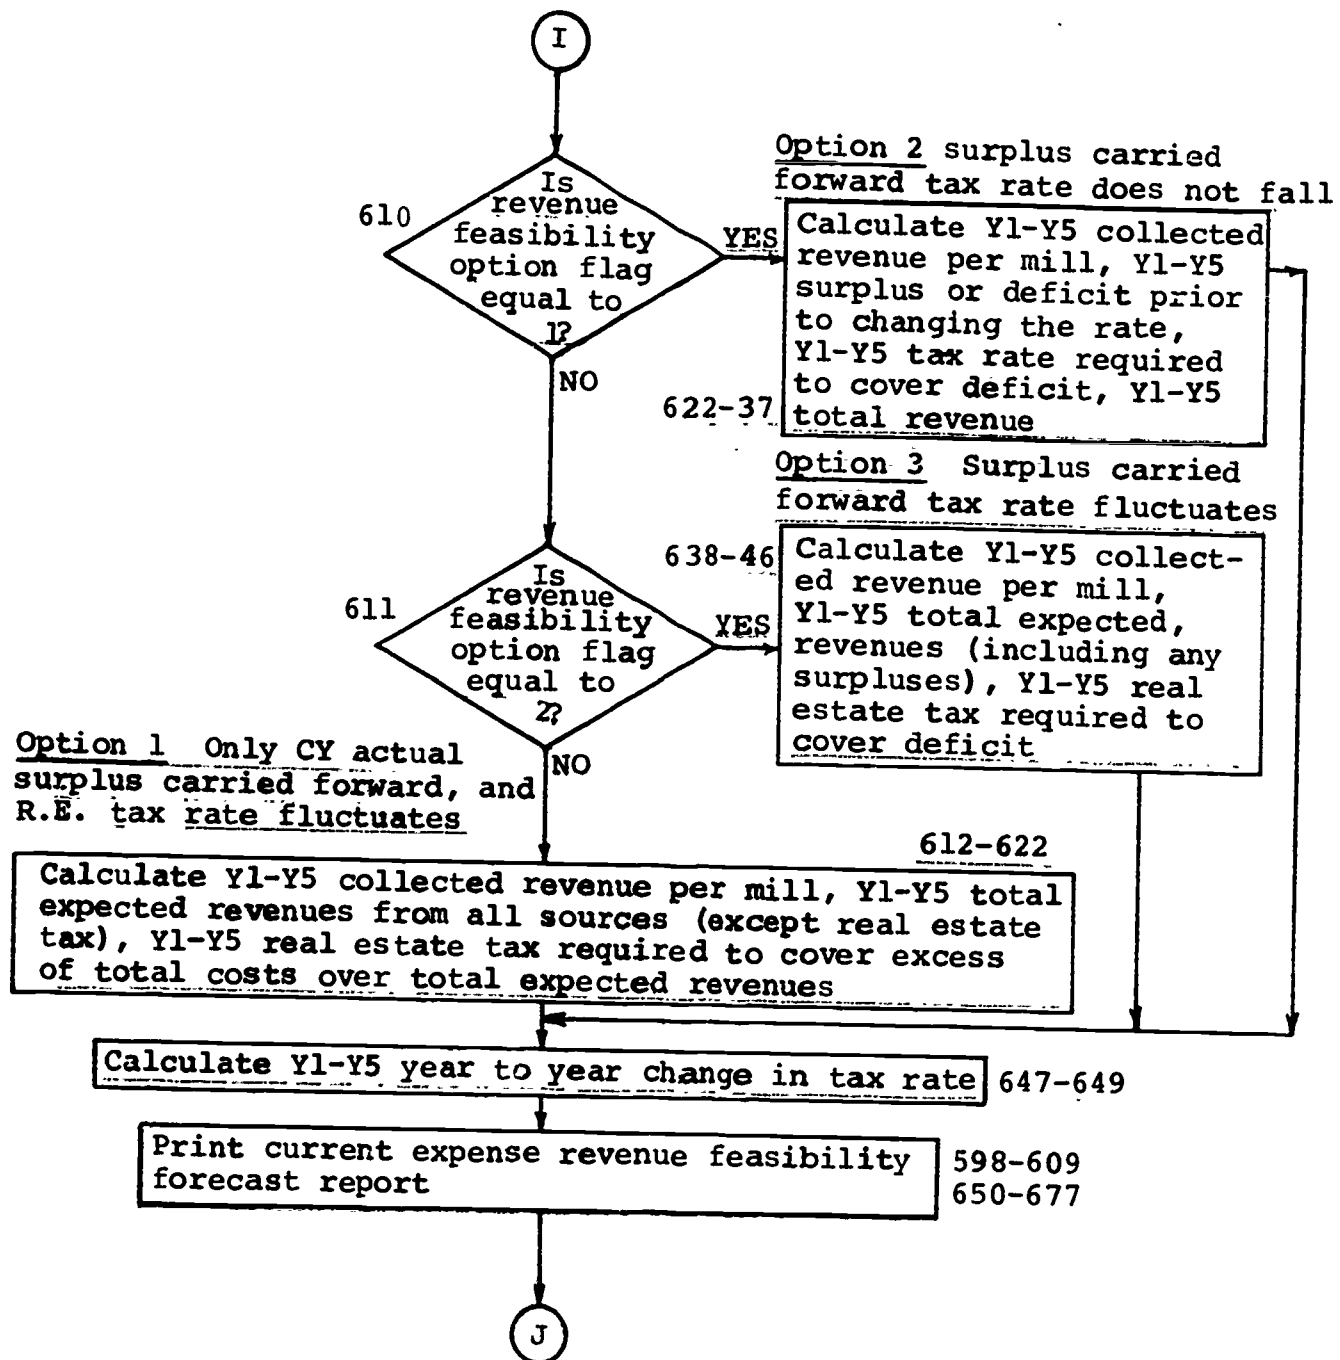 I
610
Is
revenue
feasibility
option flag
equal to
1?
YES
NO
Option 2 surplus carried
forward tax rate does not fall
Calculate Y1-Y5 collected
revenue per mill, Y1-Y5
surplus or deficit prior
to changing the rate,
Y1-Y5 tax rate required
to cover deficit, Y1-Y5
total revenue
622-37
611
Is
revenue
feasibility
option flag
equal to
2?
YES
NO
Option 3 Surplus carried
forward tax rate fluctuates
638-46
Calculate Y1-Y5 collect-
ed revenue per mill,
Y1-Y5 total expected,
revenues (including any
surpluses), Y1-Y5 real
estate tax required to
cover deficit
Option 1 Only CY actual
surplus carried forward, and
R.E. tax rate fluctuates
612-622
Calculate Y1-Y5 collected revenue per mill, Y1-Y5 total
expected revenues from all sources (except real estate
tax), Y1-Y5 real estate tax required to cover excess
of total costs over total expected revenues
Calculate Y1-Y5 year to year change in tax rate
647-649
Print current expense revenue feasibility
forecast report
598-609
650-677
J